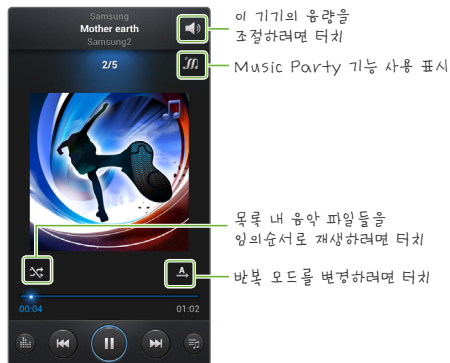 Samsung
Mother earth
Samsung2
2/5
이 기기의 음량을
조절하려면 터치
Music Party 기능 사용 표시
목록 내 음악 파일들을
임의순서로 재생하려면 터치
A
반복 모드를 변경하려면 터치
00:04
01:02